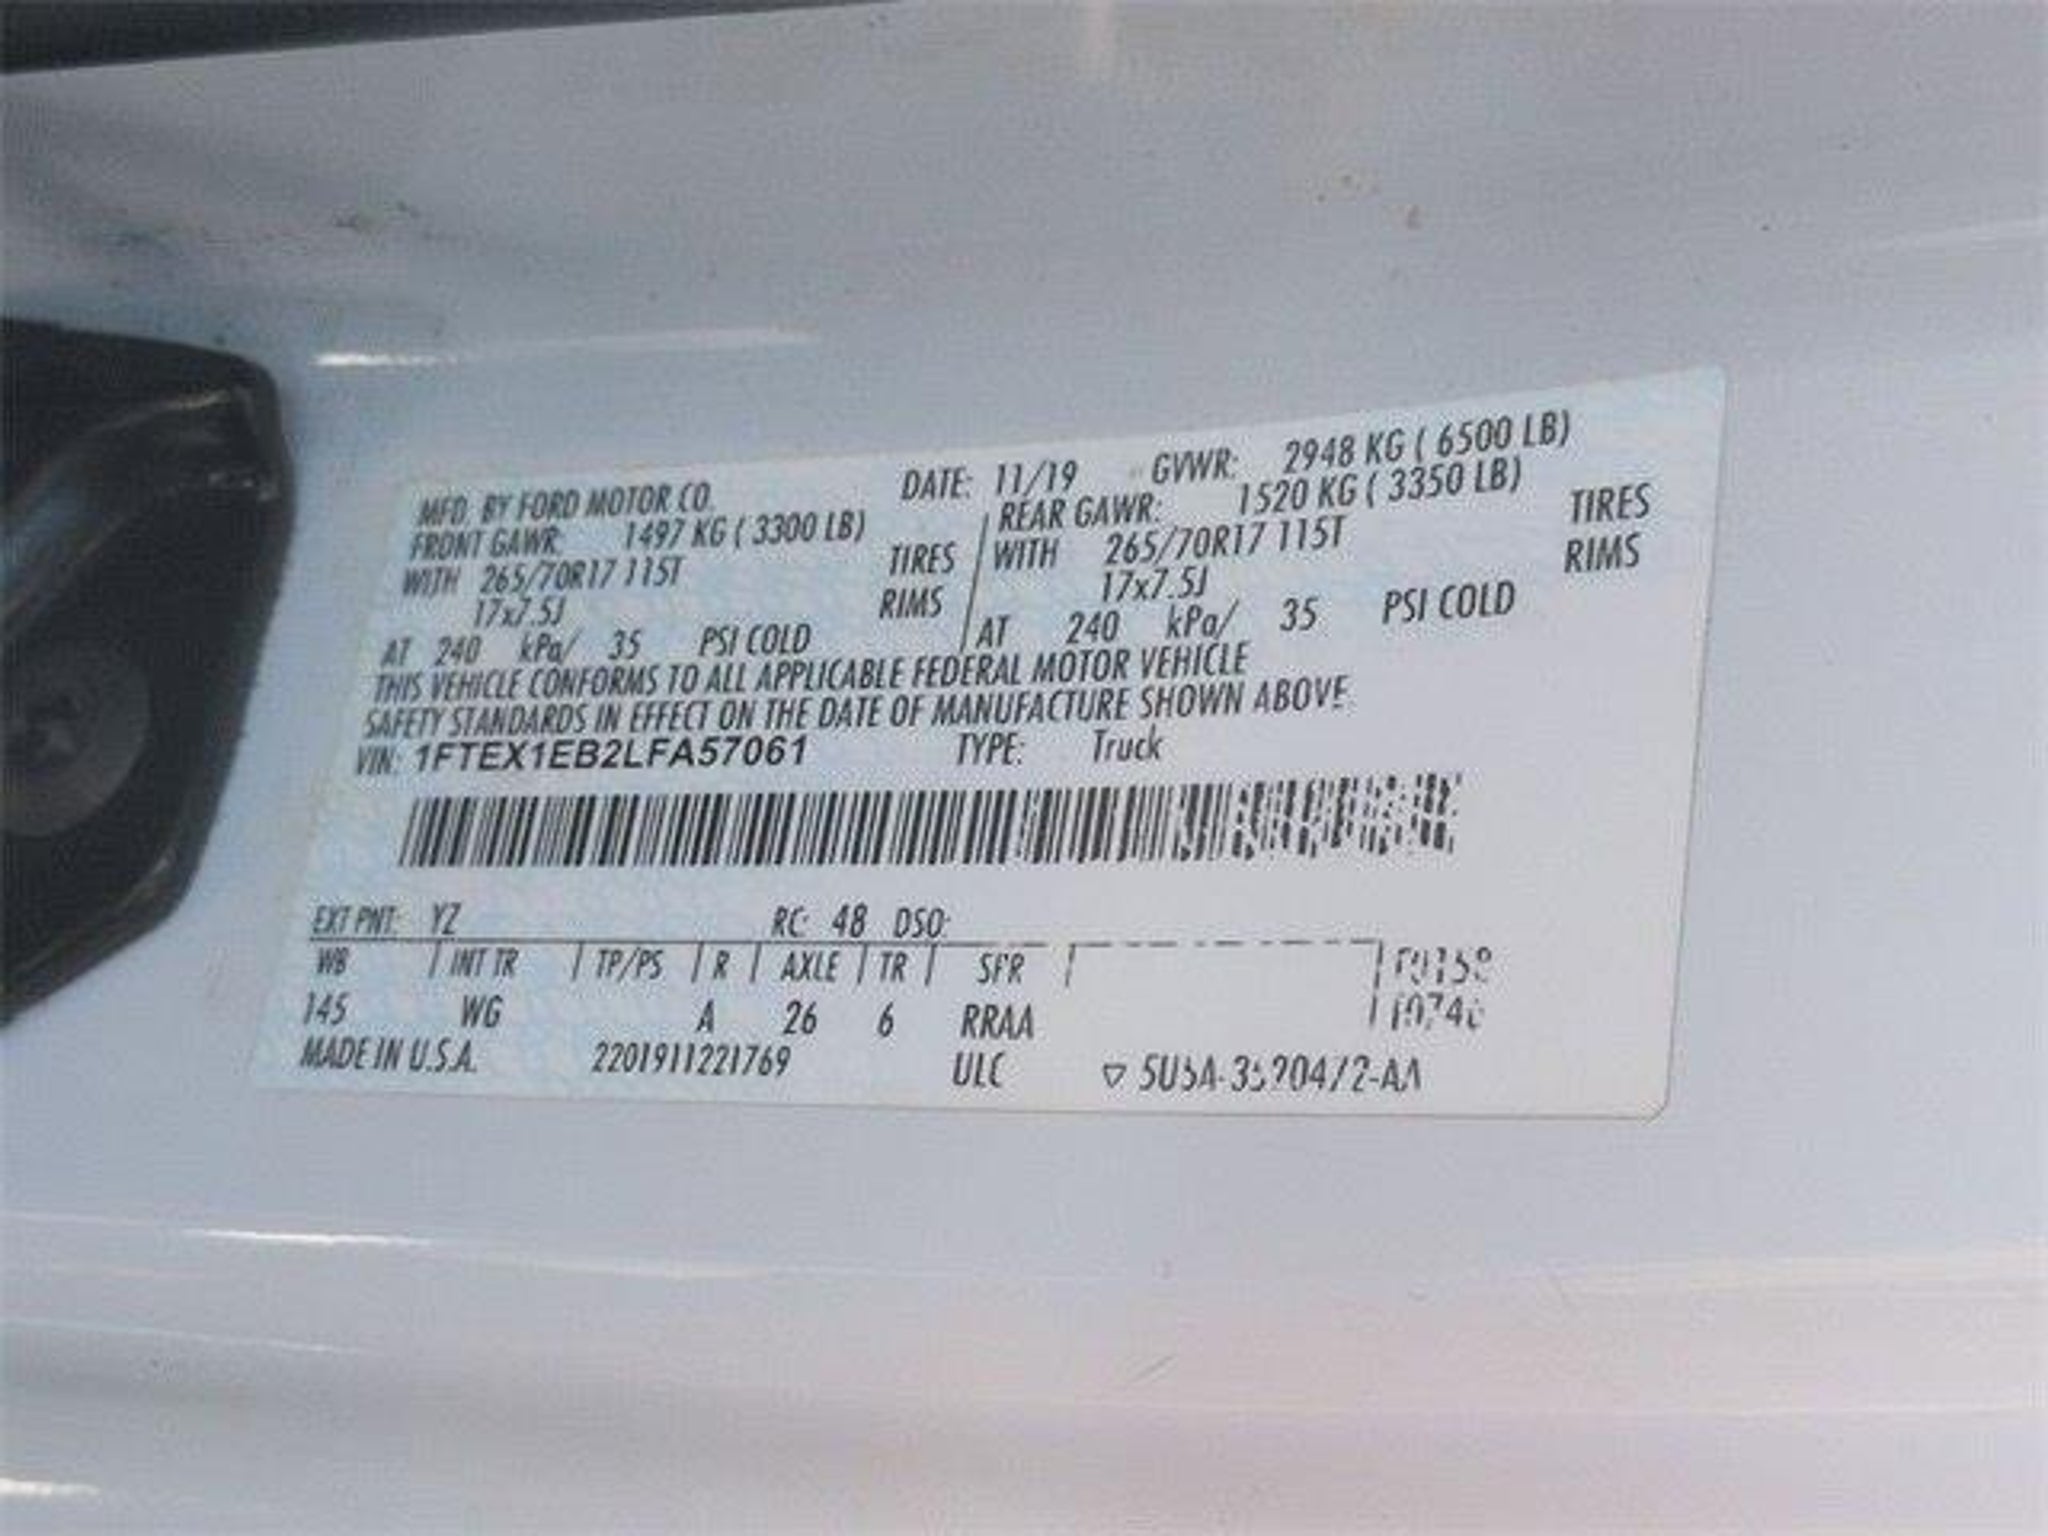 MFD. BY FORD MOTOR CO. DATE: 11/19 GVWR: 2948 KG ( 6500 LB)
FRONT GAWR: 1497 KG ( 3300 LB) REAR GAWR: 1520 KG ( 3350 LB)
WITH 265/70R17 115T TIRES WITH 265/70R17 115T TIRES
17x7.5J RIMS 17x7.5J RIMS
AT 240 kPa/ 35 PSI COLD AT 240 kPa/ 35 PSI COLD
THIS VEHICLE CONFORMS TO ALL APPLICABLE FEDERAL MOTOR VEHICLE
SAFETY STANDARDS IN EFFECT ON THE DATE OF MANUFACTURE SHOWN ABOVE.
VIN: 1FTEX1EB2LFA57061 TYPE: Truck
EXT PNT: YZ RC: 48 DSO:
WB INT TR TP/PS R AXLE TR SPR
145 WG A 26 6 RRAA
MADE IN U.S.A. 2201911221769 ULC